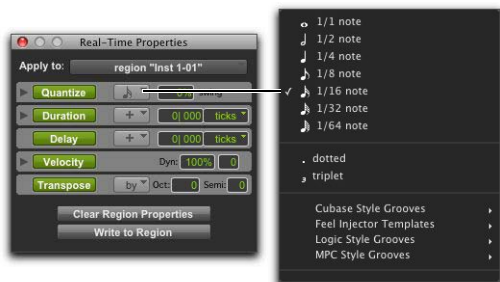 Real-Time Properties
Apply to: region "Inst 1-01"
Quantize 0% swing
Duration + 0| 000 ticks
Delay + 0| 000 ticks
Velocity Dyn: 100% 0
Transpose by Oct: 0 Semi: 0
Clear Region Properties
Write to Region
1/1 note
1/2 note
1/4 note
1/8 note
✓ 1/16 note
1/32 note
1/64 note
. dotted
3 triplet
Cubase Style Grooves
Feel Injector Templates
Logic Style Grooves
MPC Style Grooves